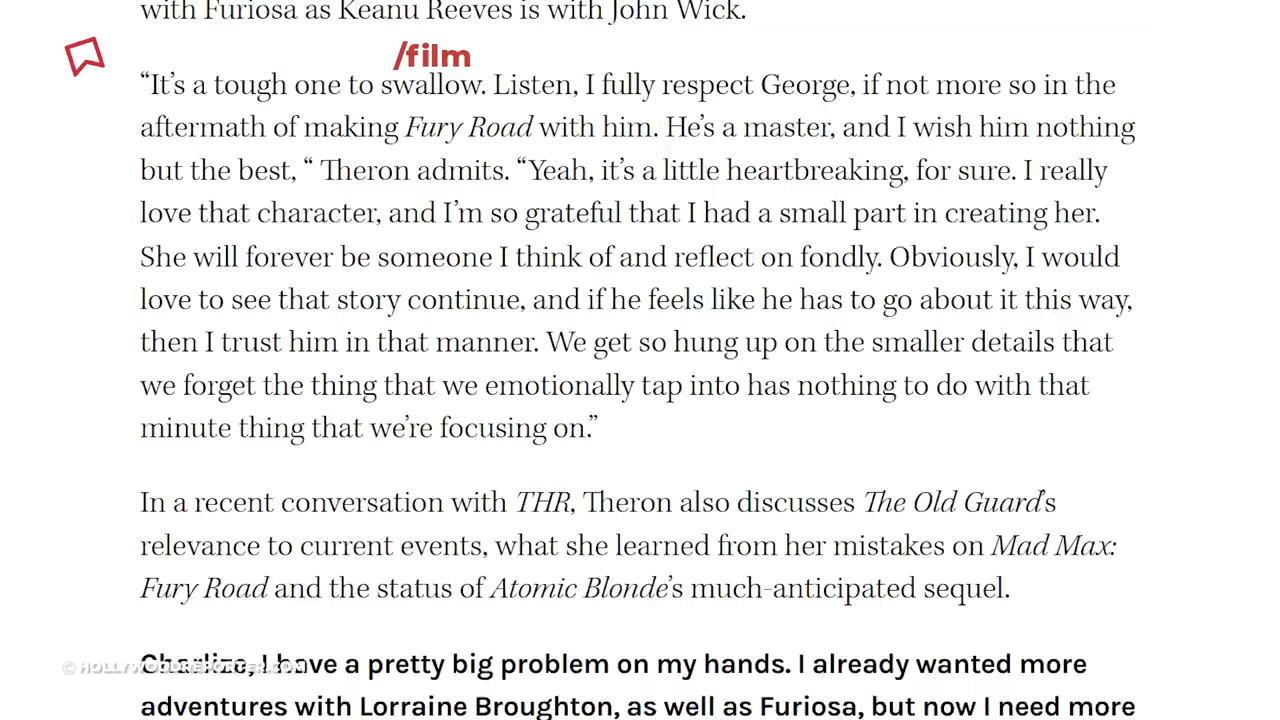 with Furiosa as Keanu Reeves is with John Wick.
/film
“It’s a tough one to swallow. Listen, I fully respect George, if not more so in the
aftermath of making Fury Road with him. He’s a master, and I wish him nothing
but the best, “ Theron admits. “Yeah, it’s a little heartbreaking, for sure. I really
love that character, and I’m so grateful that I had a small part in creating her.
She will forever be someone I think of and reflect on fondly. Obviously, I would
love to see that story continue, and if he feels like he has to go about it this way,
then I trust him in that manner. We get so hung up on the smaller details that
we forget the thing that we emotionally tap into has nothing to do with that
minute thing that we’re focusing on.”
In a recent conversation with THR, Theron also discusses The Old Guard’s
relevance to current events, what she learned from her mistakes on Mad Max:
Fury Road and the status of Atomic Blonde’s much-anticipated sequel.
© HOLLYWOODREPORTER.COM
Charlize, I have a pretty big problem on my hands. I already wanted more
adventures with Lorraine Broughton, as well as Furiosa, but now I need more